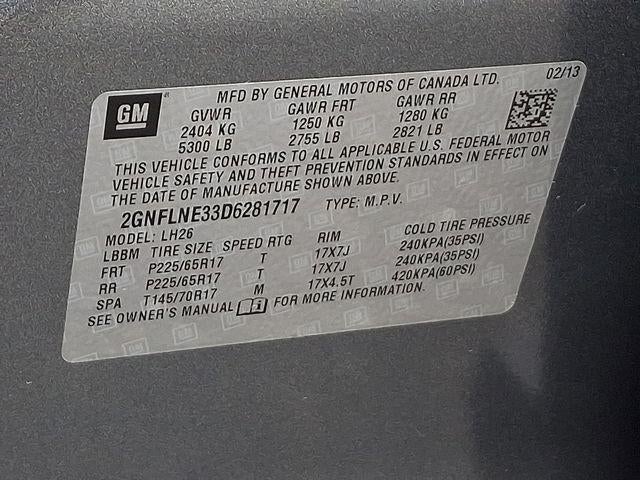 GM
MFD BY GENERAL MOTORS OF CANADA LTD. 02/13
GVWR GAWR FRT GAWR RR
2404 KG 1250 KG 1280 KG
5300 LB 2755 LB 2821 LB
THIS VEHICLE CONFORMS TO ALL APPLICABLE U.S. FEDERAL MOTOR
VEHICLE SAFETY AND THEFT PREVENTION STANDARDS IN EFFECT ON
THE DATE OF MANUFACTURE SHOWN ABOVE.
2GNFLNE33D6281717 TYPE: M.P.V.
MODEL: LH26
LBBM TIRE SIZE SPEED RTG RIM COLD TIRE PRESSURE
FRT P225/65R17 T 17X7J 240KPA(35PSI)
RR P225/65R17 T 17X7J 240KPA(35PSI)
SPA T145/70R17 M 17X4.5T 420KPA(60PSI)
SEE OWNER'S MANUAL FOR MORE INFORMATION.